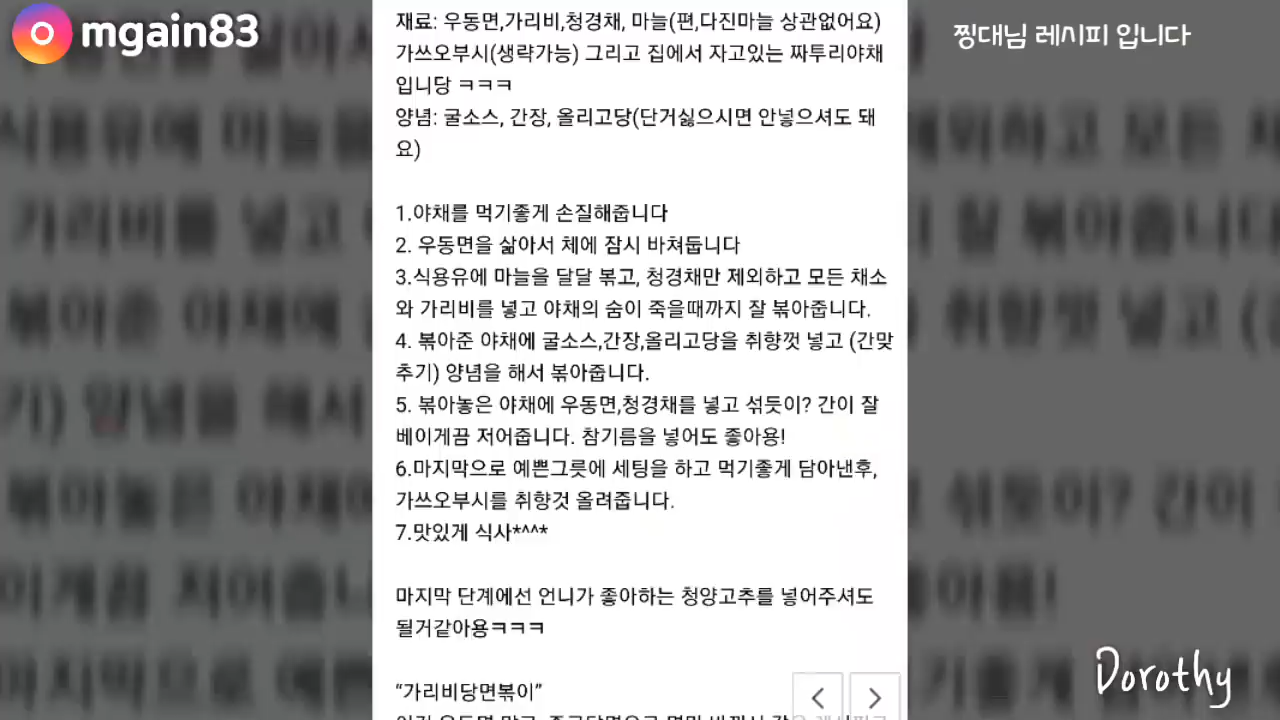 mgain83
찡대님 레시피 입니다
재료: 우동면,가리비,청경채, 마늘(편,다진마늘 상관없어요)
가쓰오부시(생략가능) 그리고 집에서 자고있는 짜투리야채
입니당 ㅋㅋㅋ
양념: 굴소스, 간장, 올리고당(단거싫으시면 안넣으셔도 돼
요)
1.야채를 먹기좋게 손질해줍니다
2. 우동면을 삶아서 체에 잠시 바쳐둡니다
3.식용유에 마늘을 달달 볶고, 청경채만 제외하고 모든 채소
와 가리비를 넣고 야채의 숨이 죽을때까지 잘 볶아줍니다.
4. 볶아준 야채에 굴소스,간장,올리고당을 취향껏 넣고 (간맞
추기) 양념을 해서 볶아줍니다.
5. 볶아놓은 야채에 우동면,청경채를 넣고 섞듯이? 간이 잘
베이게끔 저어줍니다. 참기름을 넣어도 좋아용!
6.마지막으로 예쁜그릇에 세팅을 하고 먹기좋게 담아낸후,
가쓰오부시를 취향것 올려줍니다.
7.맛있게 식사*^^^*
마지막 단계에선 언니가 좋아하는 청양고추를 넣어주셔도
될거같아용ㅋㅋㅋ
“가리비당면볶이”
Dorothy